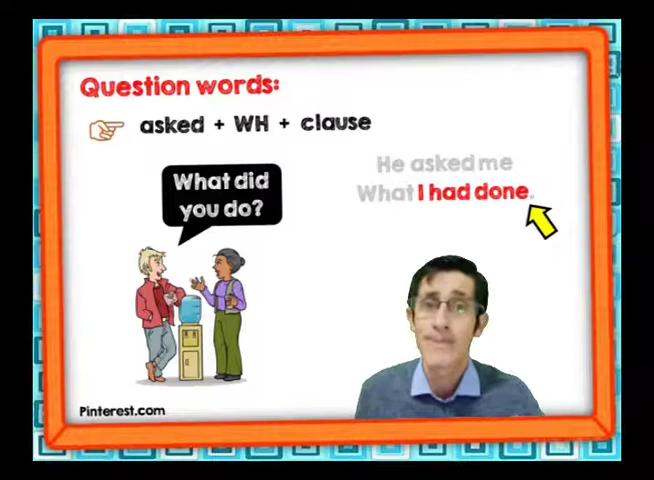 Question words:
asked + WH + clause
What did
you do?
He asked me
What I had done.
Pinterest.com